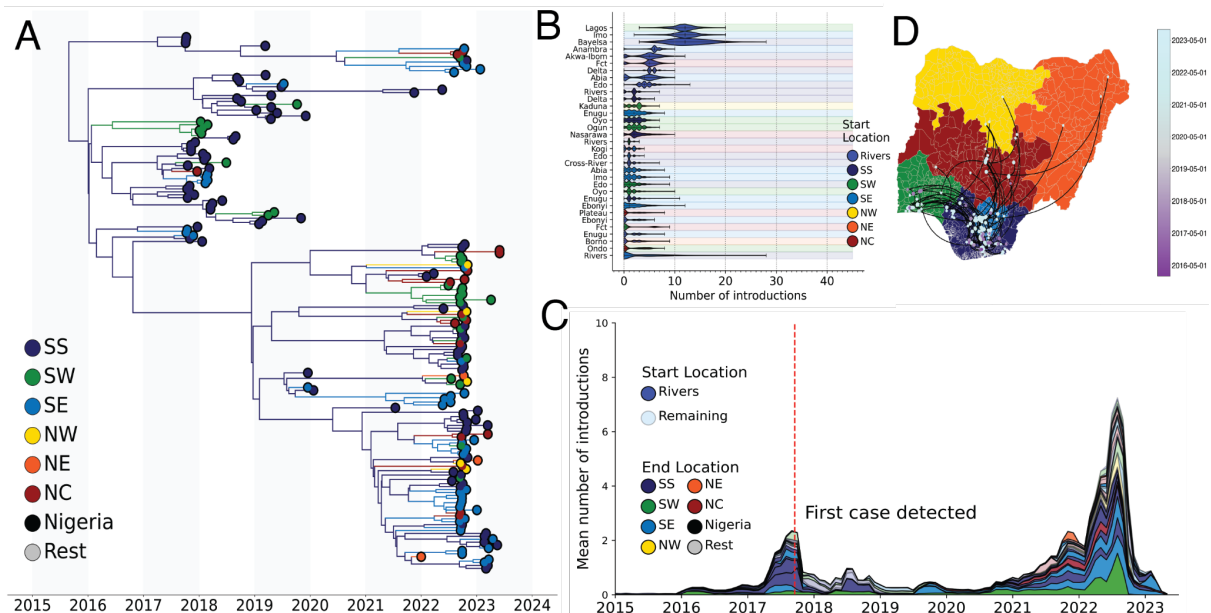 A
SS
SW
SE
NW
NE
NC
Nigeria
Rest
2015 2016 2017 2018 2019 2020 2021 2022 2023 2024
B
Lagos
Imo
Bayelsa
Anambra
Akwa-Ibom
Fct
Delta
Abia
Edo
Rivers
Delta
Kaduna
Enugu
Oyo
Ogun
Nasarawa
Rivers
Kogi
Edo
Cross-River
Abia
Imo
Edo
Oyo
Enugu
Ebonyi
Plateau
Ebonyi
Fct
Enugu
Borno
Ondo
Rivers
0 10 20 30 40
Number of introductions
Start
Location
Rivers
SS
SW
SE
NW
NE
NC
D
2023-05-01
2022-05-01
2021-05-01
2020-05-01
2019-05-01
2018-05-01
2017-05-01
2016-05-01
C
Mean number of introductions
10
8
6
4
2
0
Start Location
Rivers
Remaining
End Location
SS NE
SW NC
SE Nigeria
NW Rest
First case detected
2015 2016 2017 2018 2019 2020 2021 2022 2023